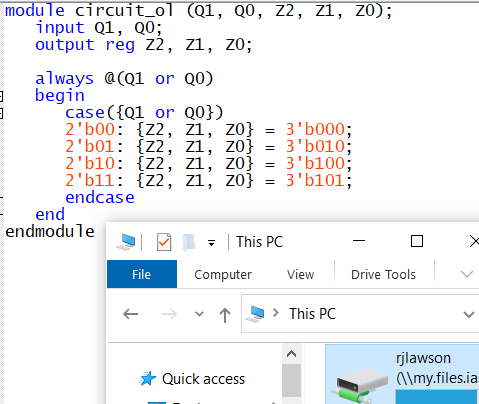 module circuit_ol (Q1, Q0, Z2, Z1, Z0);
input Q1, Q0;
output reg Z2, Z1, Z0;
always @(Q1 or Q0)
begin
case({Q1 or Q0})
2'b00: {Z2, Z1, Z0} = 3'b000;
2'b01: {Z2, Z1, Z0} = 3'b010;
2'b10: {Z2, Z1, Z0} = 3'b100;
2'b11: {Z2, Z1, Z0} = 3'b101;
endcase
end
endmodule
This PC
File Computer View Drive Tools
This PC
Quick access
rjlawson
(\\my.files.ia